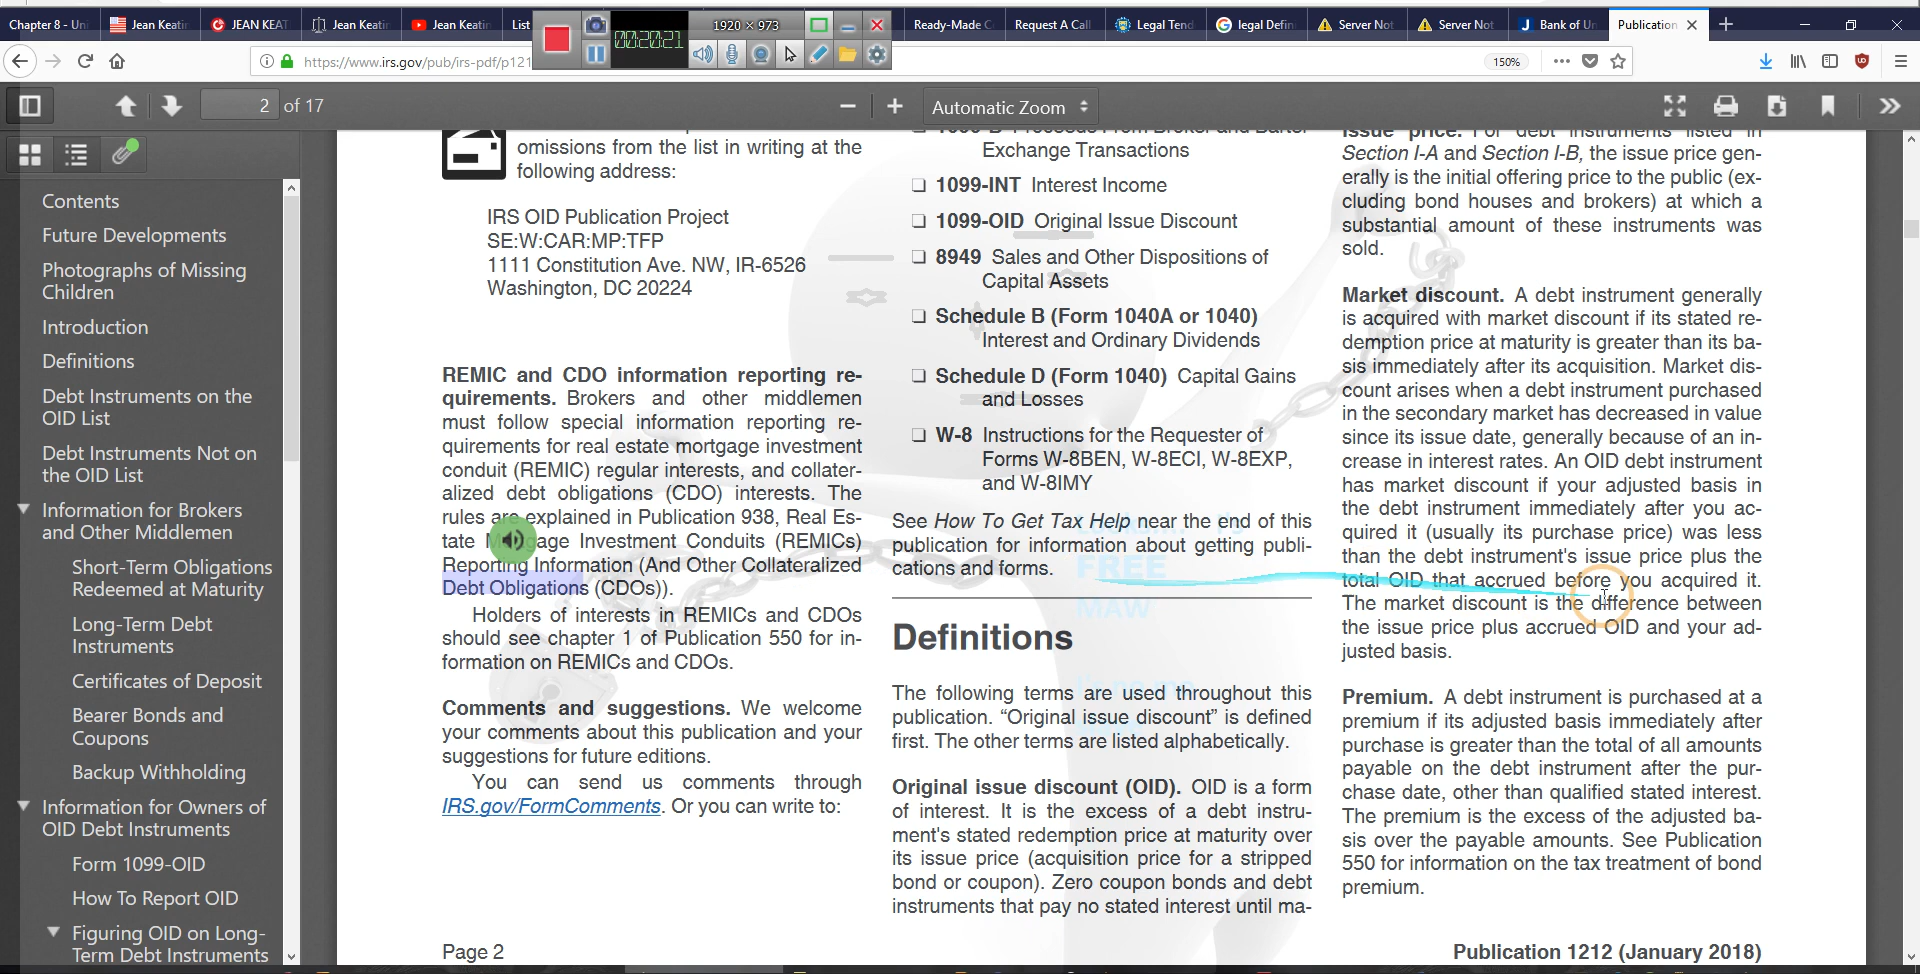 Chapter 8 - Uni
Jean Keatin
JEAN KEAT
Jean Keatin
Jean Keatin
List
1920 × 973
00:20:21
Ready-Made C
Request A Call
Legal Tend
legal Defin
Server Not
Server Not
Bank of Un
Publication
https://www.irs.gov/pub/irs-pdf/p121
150%
2 of 17
Automatic Zoom
Contents
Future Developments
Photographs of Missing
Children
Introduction
Definitions
Debt Instruments on the
OID List
Debt Instruments Not on
the OID List
Information for Brokers
and Other Middlemen
Short-Term Obligations
Redeemed at Maturity
Long-Term Debt
Instruments
Certificates of Deposit
Bearer Bonds and
Coupons
Backup Withholding
Information for Owners of
OID Debt Instruments
Form 1099-OID
How To Report OID
Figuring OID on Long-
Term Debt Instruments
omissions from the list in writing at the
following address:
IRS OID Publication Project
SE:W:CAR:MP:TFP
1111 Constitution Ave. NW, IR-6526
Washington, DC 20224
REMIC and CDO information reporting re-
quirements. Brokers and other middlemen
must follow special information reporting re-
quirements for real estate mortgage investment
conduit (REMIC) regular interests, and collater-
alized debt obligations (CDO) interests. The
rules are explained in Publication 938, Real Es-
tate M gage Investment Conduits (REMICs)
Reporting Information (And Other Collateralized
Debt Obligations (CDOs)).
Holders of interests in REMICs and CDOs
should see chapter 1 of Publication 550 for in-
formation on REMICs and CDOs.
Comments and suggestions. We welcome
your comments about this publication and your
suggestions for future editions.
You can send us comments through
IRS.gov/FormComments. Or you can write to:
Page 2
Exchange Transactions
1099-INT Interest Income
1099-OID Original Issue Discount
8949 Sales and Other Dispositions of
Capital Assets
Schedule B (Form 1040A or 1040)
Interest and Ordinary Dividends
Schedule D (Form 1040) Capital Gains
and Losses
W-8 Instructions for the Requester of
Forms W-8BEN, W-8ECI, W-8EXP,
and W-8IMY
See How To Get Tax Help near the end of this
publication for information about getting publi-
cations and forms.
FREE
MAW
Definitions
The following terms are used throughout this
publication. “Original issue discount” is defined
first. The other terms are listed alphabetically.
Original issue discount (OID). OID is a form
of interest. It is the excess of a debt instru-
ment's stated redemption price at maturity over
its issue price (acquisition price for a stripped
bond or coupon). Zero coupon bonds and debt
instruments that pay no stated interest until ma-
Issue price. For debt instruments listed in
Section I-A and Section I-B, the issue price gen-
erally is the initial offering price to the public (ex-
cluding bond houses and brokers) at which a
substantial amount of these instruments was
sold.
Market discount. A debt instrument generally
is acquired with market discount if its stated re-
demption price at maturity is greater than its ba-
sis immediately after its acquisition. Market dis-
count arises when a debt instrument purchased
in the secondary market has decreased in value
since its issue date, generally because of an in-
crease in interest rates. An OID debt instrument
has market discount if your adjusted basis in
the debt instrument immediately after you ac-
quired it (usually its purchase price) was less
than the debt instrument's issue price plus the
total OID that accrued before you acquired it.
The market discount is the difference between
the issue price plus accrued OID and your ad-
justed basis.
Premium. A debt instrument is purchased at a
premium if its adjusted basis immediately after
purchase is greater than the total of all amounts
payable on the debt instrument after the pur-
chase date, other than qualified stated interest.
The premium is the excess of the adjusted ba-
sis over the payable amounts. See Publication
550 for information on the tax treatment of bond
premium.
Publication 1212 (January 2018)